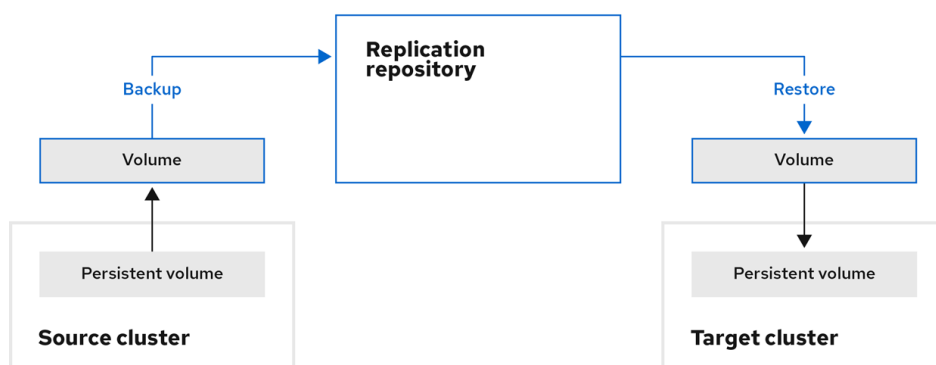 Replication
repository
Backup
Restore
Volume
Volume
Persistent volume
Persistent volume
Source cluster
Target cluster